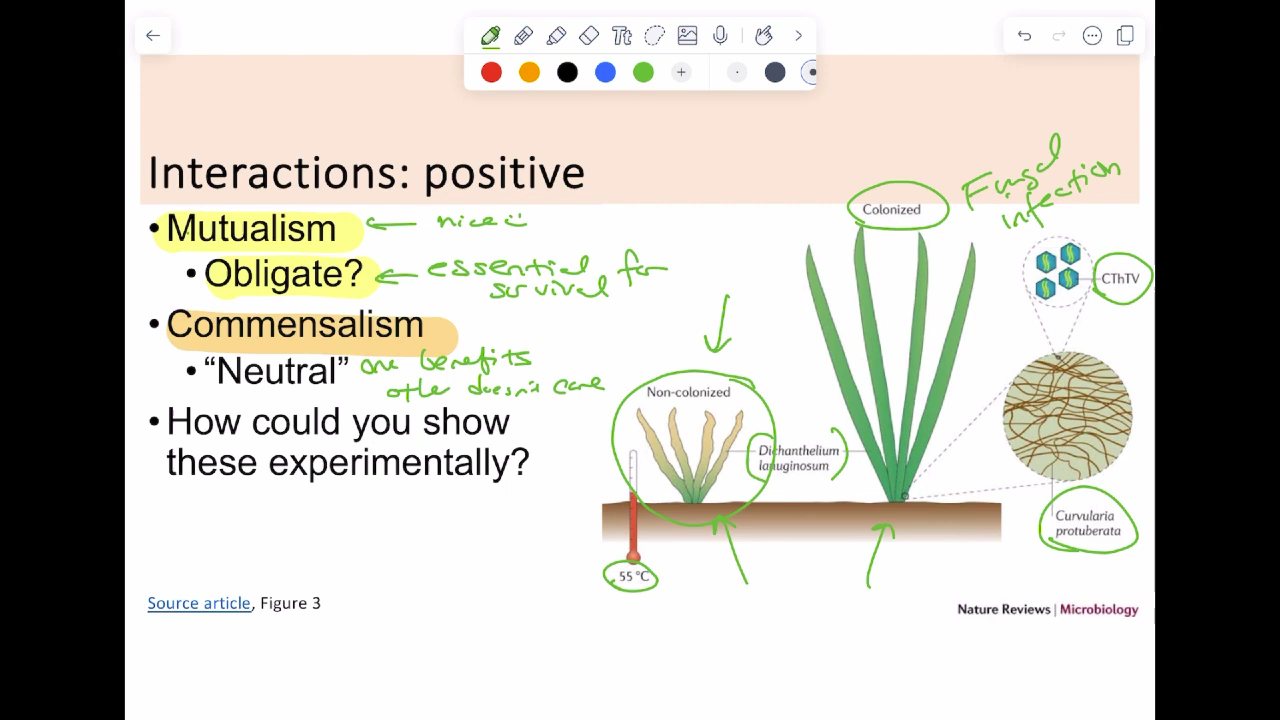 Tt
Interactions: positive
• Mutualism ← nice
• Obligate? ← essential for
survival
• Commensalism
• “Neutral” one benefits
other doesn't care
• How could you show
these experimentally?
Source article, Figure 3
Colonized
Fungal
infection
CThTV
Non-colonized
Dichanthelium
lanuginosum
Curvularia
protuberata
55 °C
Nature Reviews | Microbiology